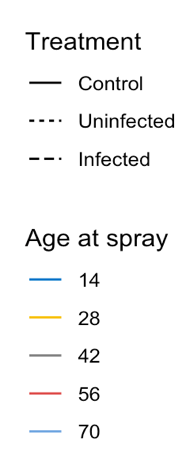 Treatment
Control
Uninfected
Infected
Age at spray
14
28
42
56
70